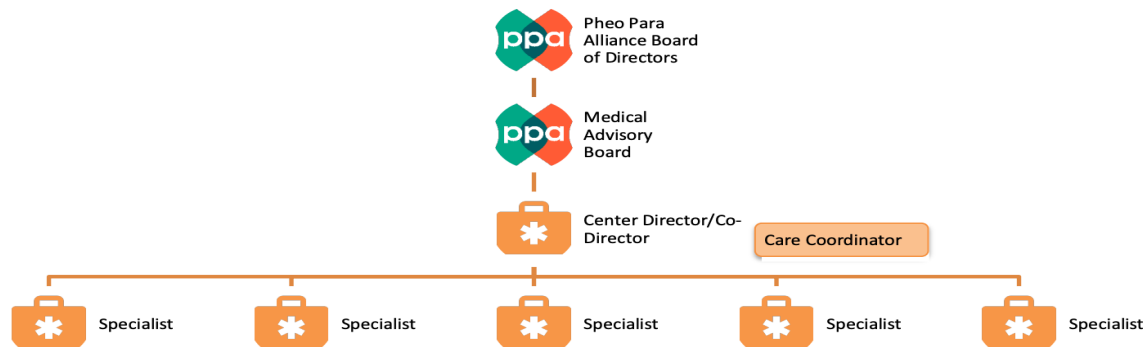 ppa
Pheo Para
Alliance Board
of Directors
ppa
Medical
Advisory
Board
Center Director/Co-
Director
Care Coordinator
Specialist
Specialist
Specialist
Specialist
Specialist